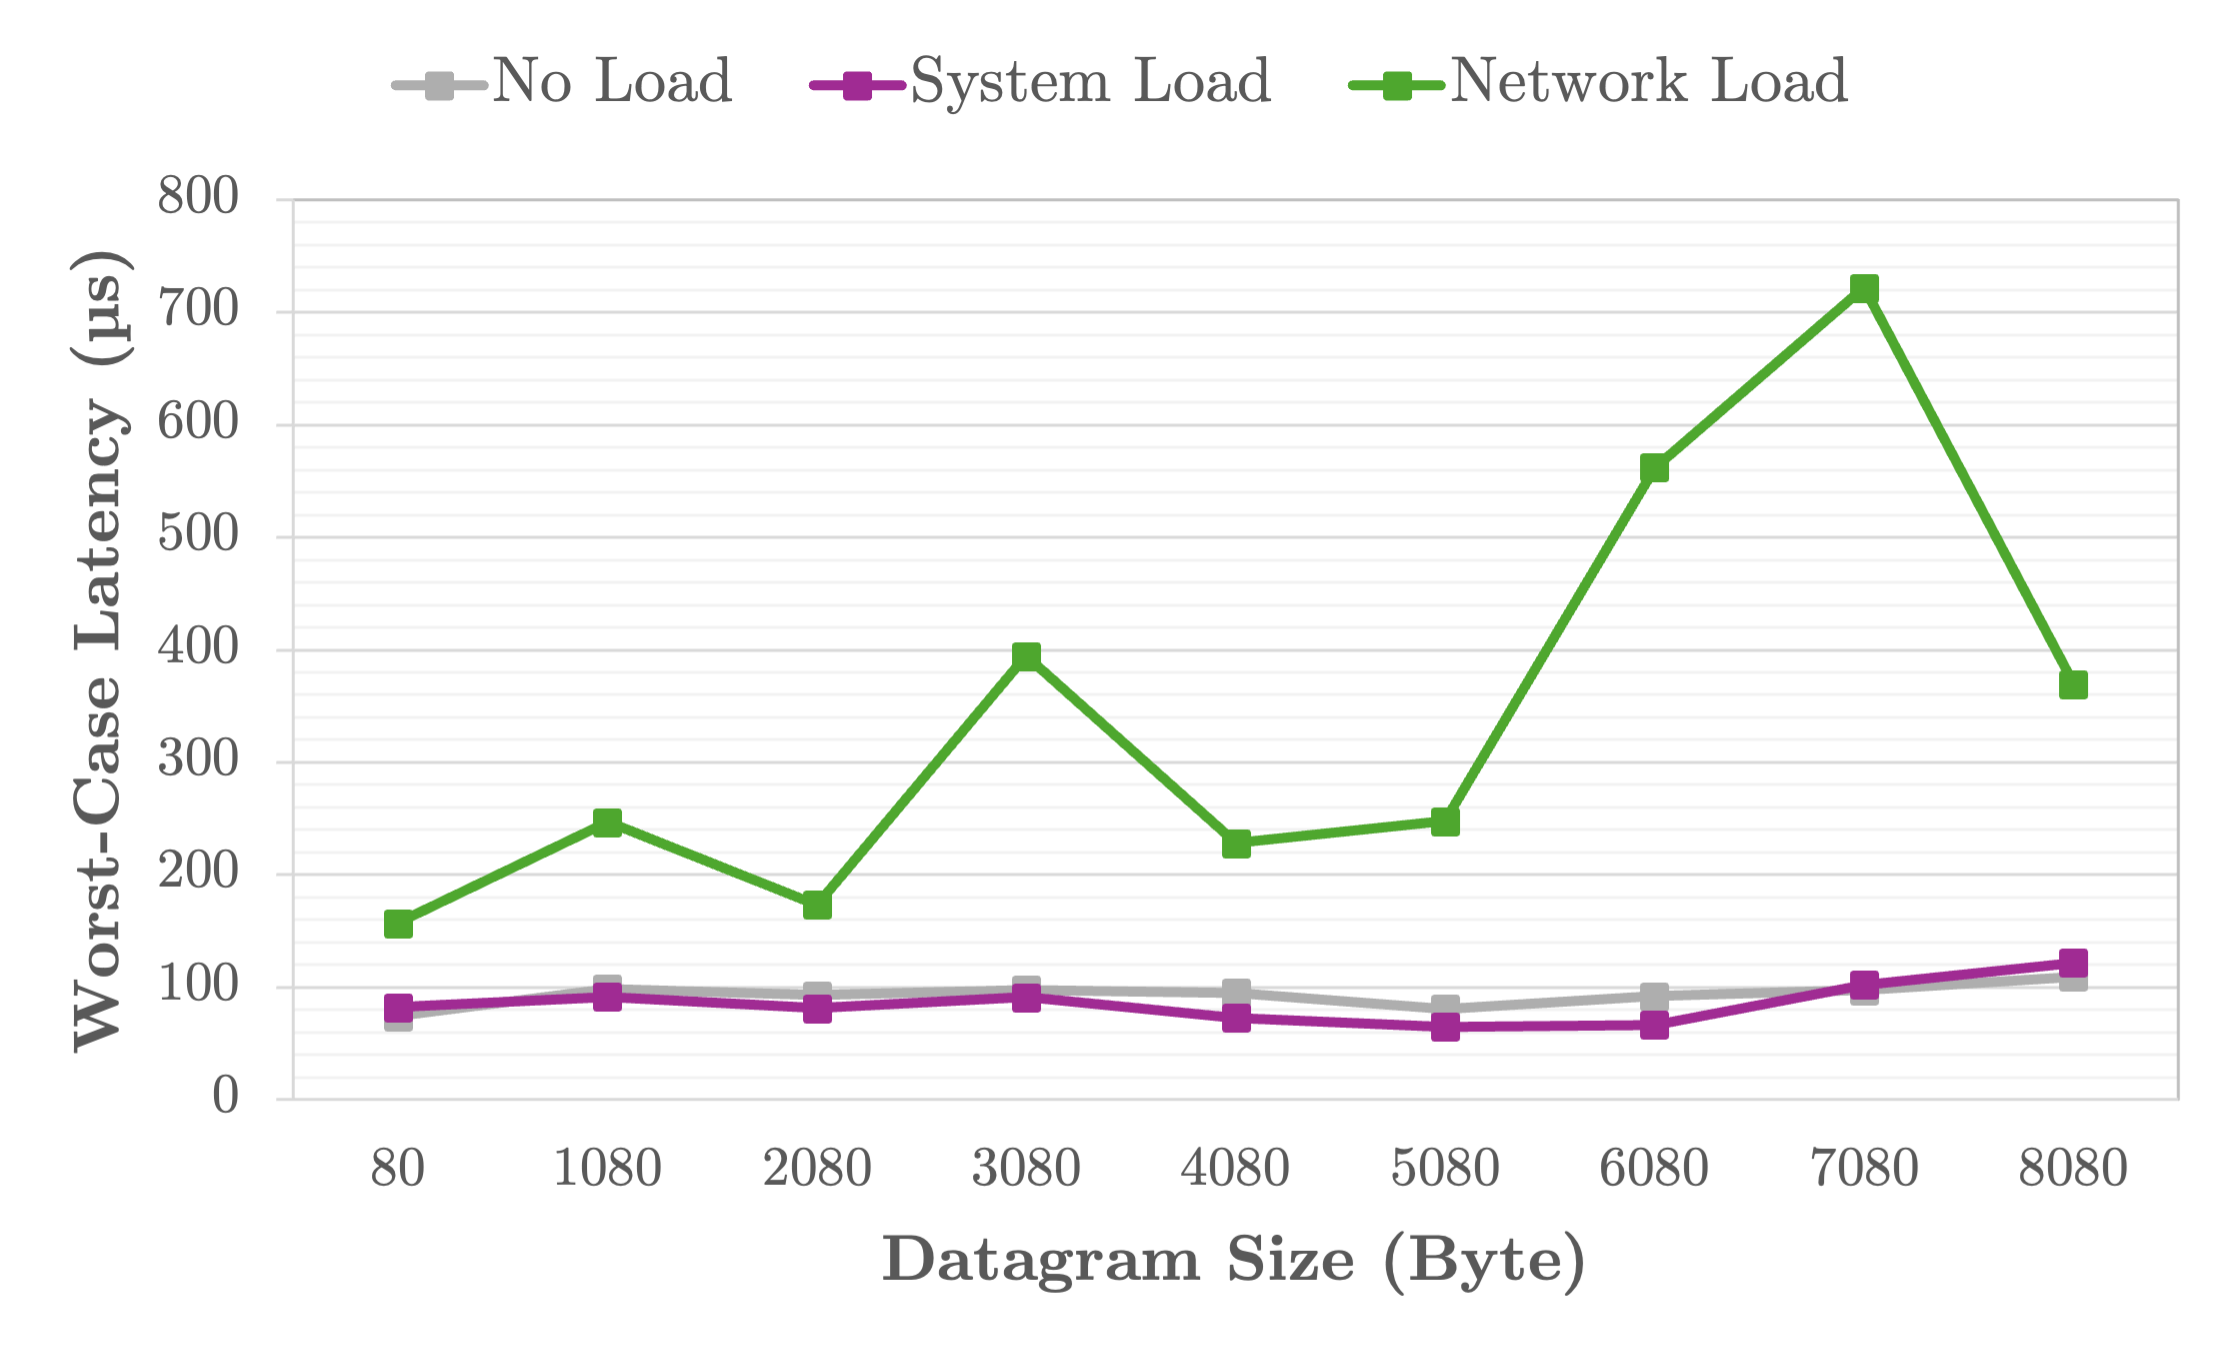 No Load System Load Network Load
800
700
600
500
400
300
200
100
0
Worst-Case Latency (µs)
80 1080 2080 3080 4080 5080 6080 7080 8080
Datagram Size (Byte)